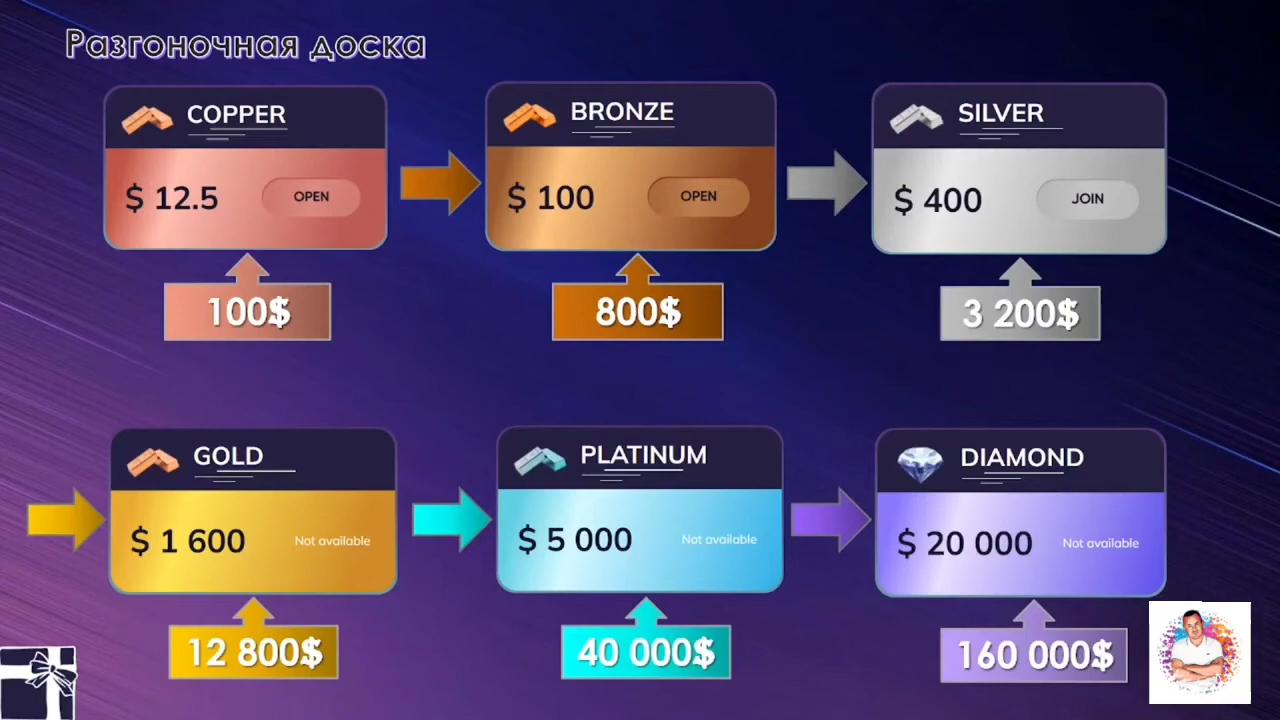 Разгоночная доска
COPPER
$ 12.5
OPEN
100$
BRONZE
$ 100
OPEN
800$
SILVER
$ 400
JOIN
3 200$
GOLD
$ 1 600
Not available
12 800$
PLATINUM
$ 5 000
Not available
40 000$
DIAMOND
$ 20 000
Not available
160 000$